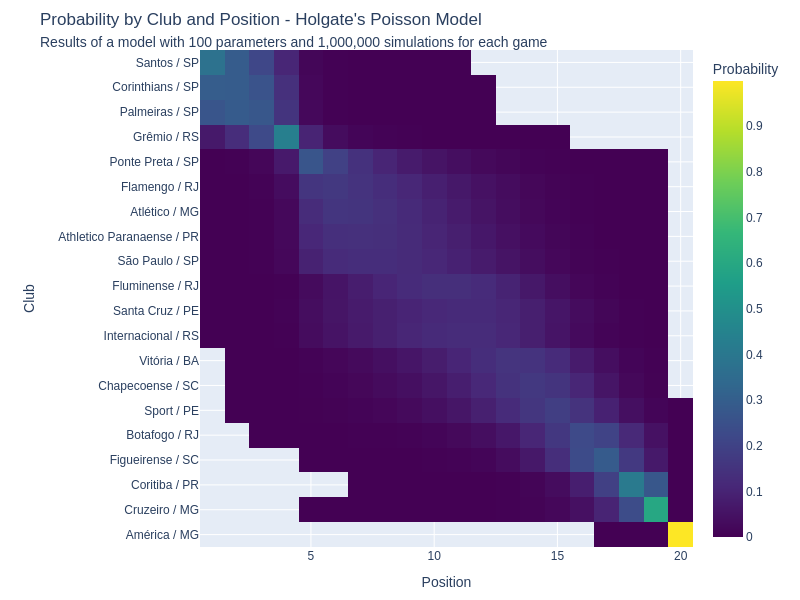 Probability by Club and Position - Holgate's Poisson Model
Results of a model with 100 parameters and 1,000,000 simulations for each game
Probability
Santos / SP
Corinthians / SP
Palmeiras / SP
Grêmio / RS
Ponte Preta / SP
Flamengo / RJ
Atlético / MG
Athletico Paranaense / PR
São Paulo / SP
Fluminense / RJ
Santa Cruz / PE
Internacional / RS
Vitória / BA
Chapecoense / SC
Sport / PE
Botafogo / RJ
Figueirense / SC
Coritiba / PR
Cruzeiro / MG
América / MG
Club
5
10
15
20
Position
0.9
0.8
0.7
0.6
0.5
0.4
0.3
0.2
0.1
0